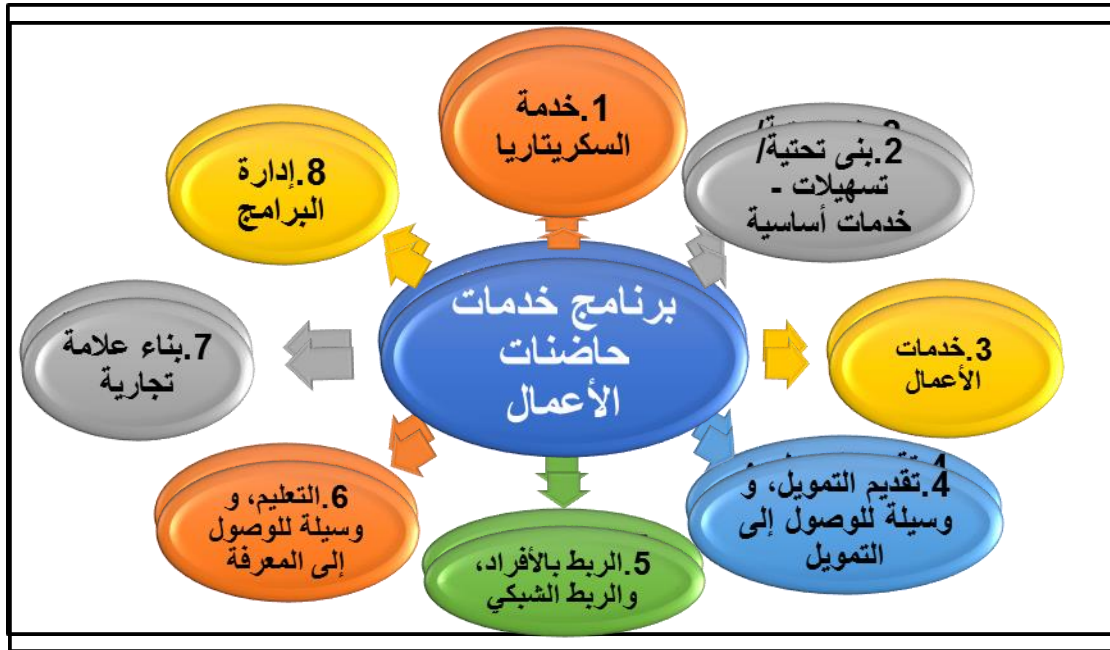 برنامج خدمات
حاضنات
الأعمال
1.خدمة
السكريتاريا
2.بنى تحتية/
تسهيلات -
خدمات أساسية
3.خدمات
الأعمال
4.تقديم التمويل، و
وسيلة للوصول إلى
التمويل
5.الربط بالأفراد،
والربط الشبكي
6.التعليم، و
وسيلة للوصول
إلى المعرفة
7.بناء علامة
تجارية
8.إدارة
البرامج